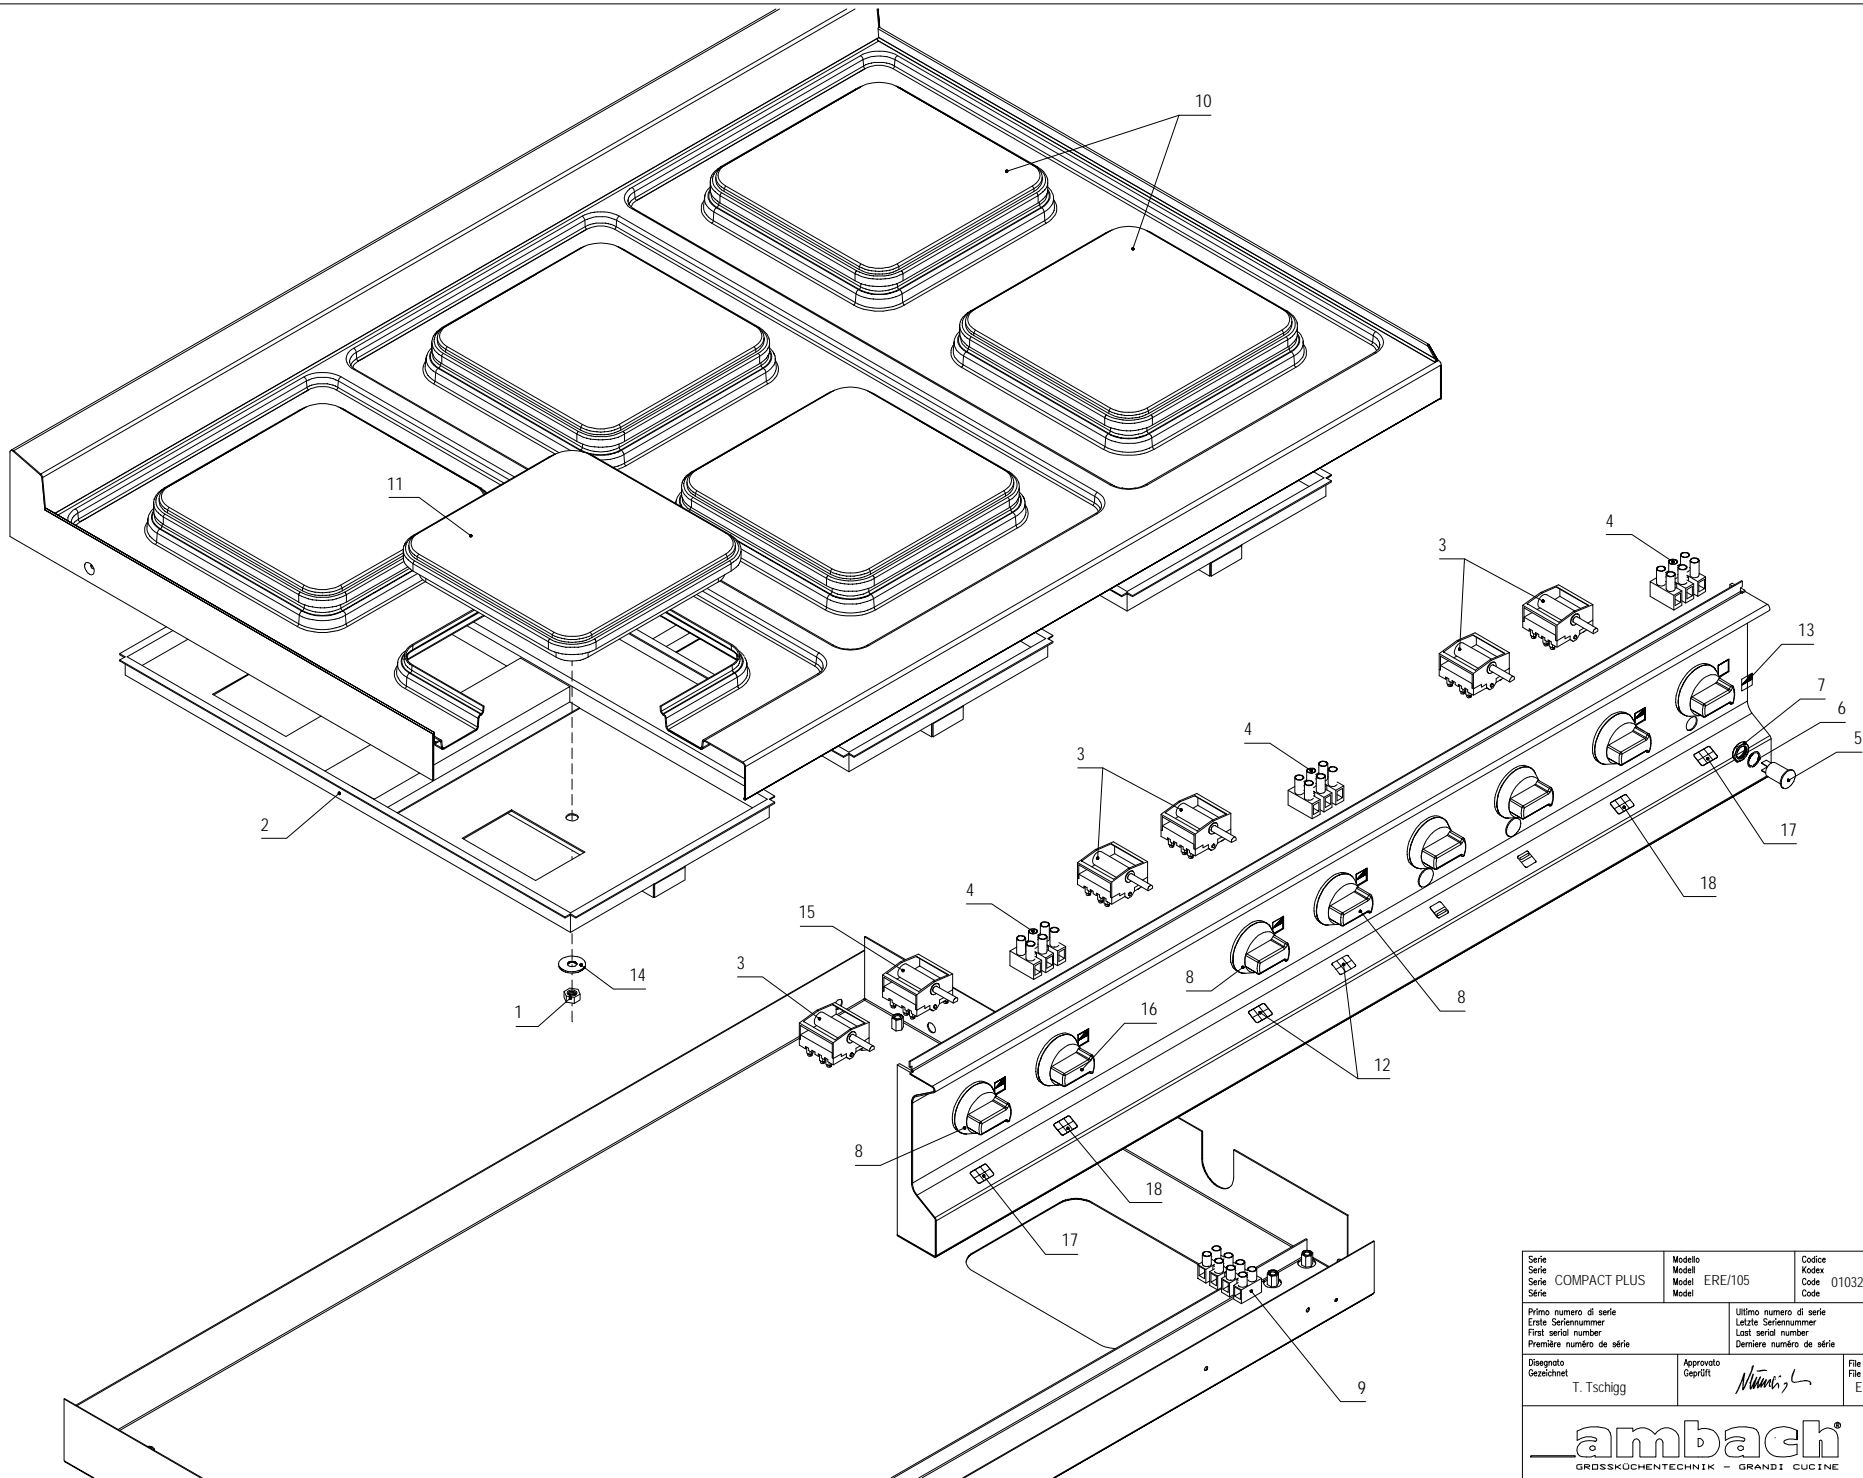 10
11
4
3
13
7
6
5
4
3
2
17
18
4
15
3
14
8
8
1
16
12
8
18
17
9
Serie
Serie
Serie COMPACT PLUS
Série
Modello
Modell
Model ERE/105
Model
Codice
Kodex
Code 01032
Code
Primo numero di serie
Erste Seriennummer
First serial number
Première numéro de série
Ultimo numero di serie
Letzte Seriennummer
Last serial number
Derniere numéro de série
Disegnato
Gezeichnet
T. Tschigg
Approvato
Geprüft
File
File
E
ambach®
GROSSKÜCHENTECHNIK – GRANDI CUCINE